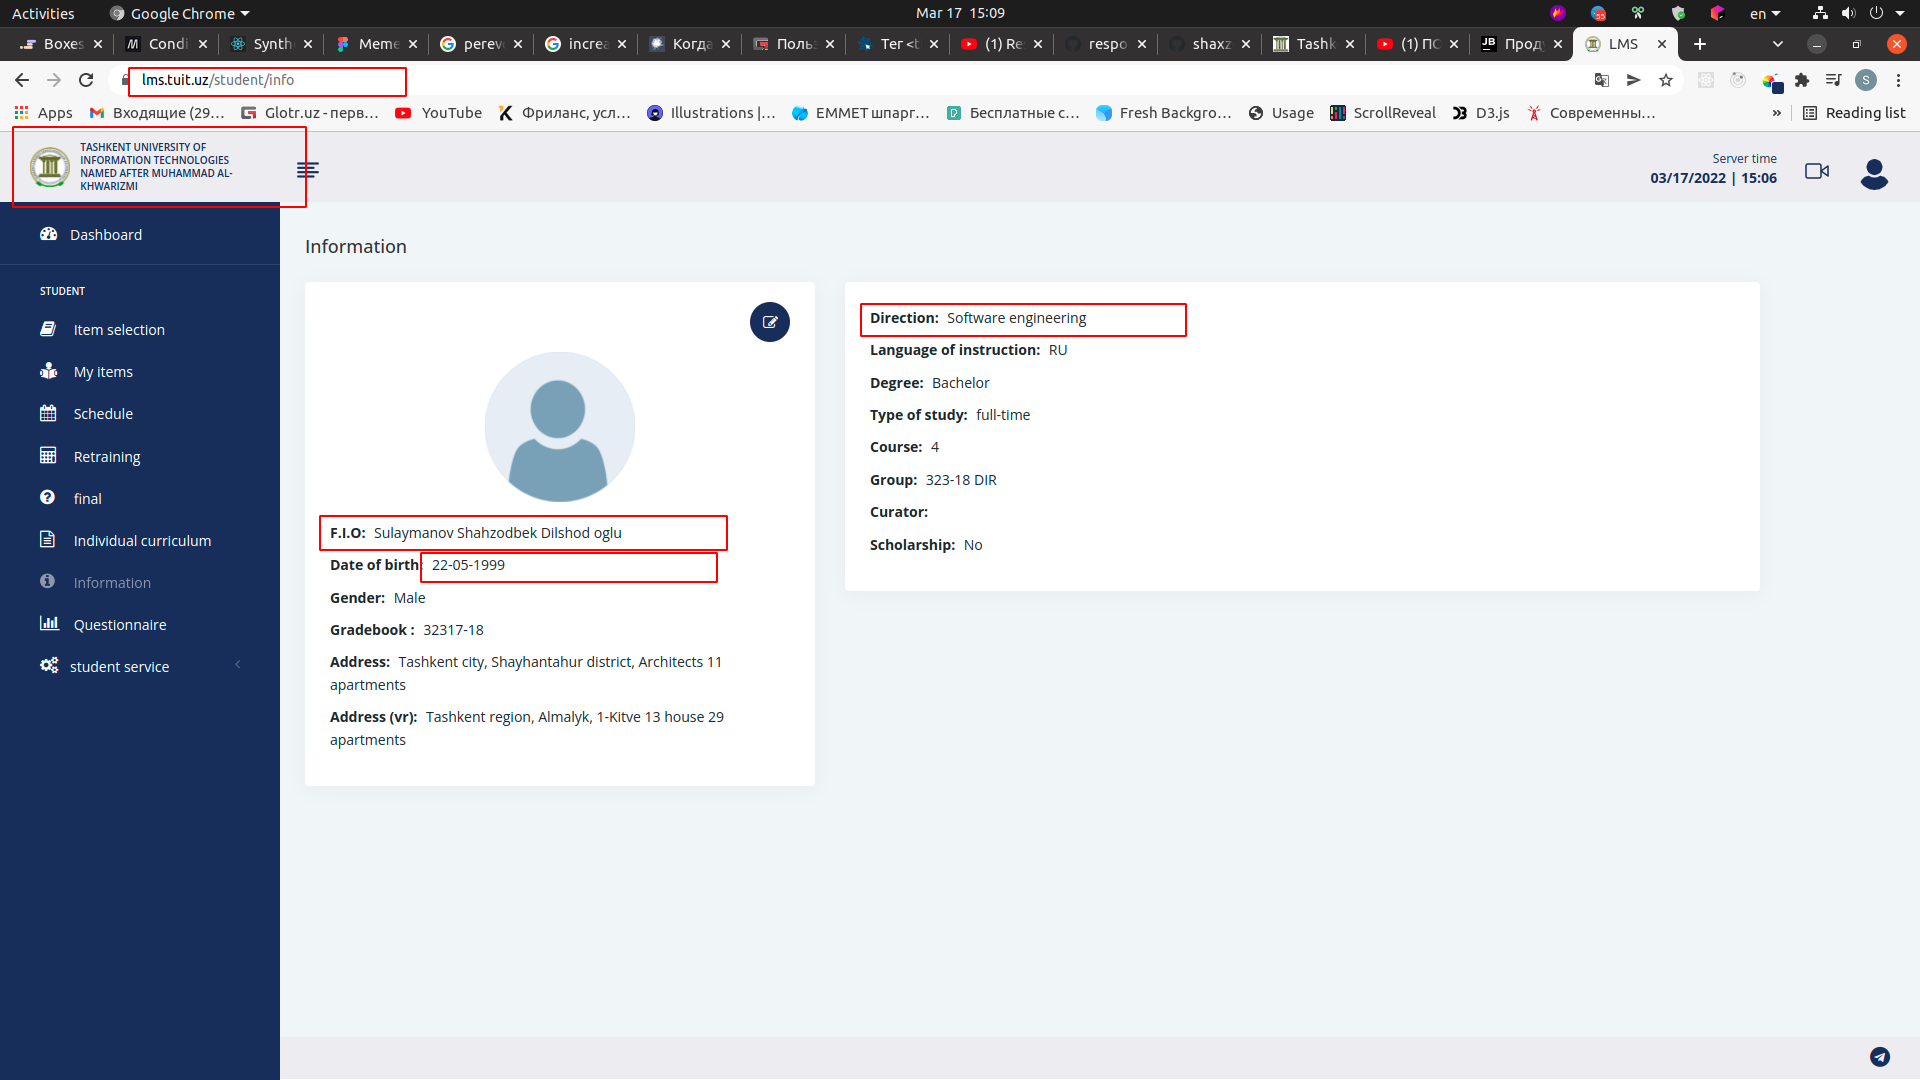 Activities Google Chrome Mar 17 15:09 en
Boxes Condi Synth Meme perev increa Когда Поль Тег <t (1) Re respo shaxz Tashk (1) ПС Прод LMS
lms.tuit.uz/student/info
Apps Входящие (29... Glotr.uz - перв... YouTube Фриланс, усл... Illustrations |... ЕММЕТ шпарг... Бесплатные с... Fresh Backgro... Usage ScrollReveal D3.js Современны... » Reading list
TASHKENT UNIVERSITY OF
INFORMATION TECHNOLOGIES
NAMED AFTER MUHAMMAD AL-
KHWARIZMI
Server time
03/17/2022 | 15:06
Dashboard
STUDENT
Item selection
My items
Schedule
Retraining
final
Individual curriculum
Information
Questionnaire
student service
Information
F.I.O: Sulaymanov Shahzodbek Dilshod oglu
Date of birth: 22-05-1999
Gender: Male
Gradebook : 32317-18
Address: Tashkent city, Shayhantahur district, Architects 11
apartments
Address (vr): Tashkent region, Almalyk, 1-Kitve 13 house 29
apartments
Direction: Software engineering
Language of instruction: RU
Degree: Bachelor
Type of study: full-time
Course: 4
Group: 323-18 DIR
Curator:
Scholarship: No